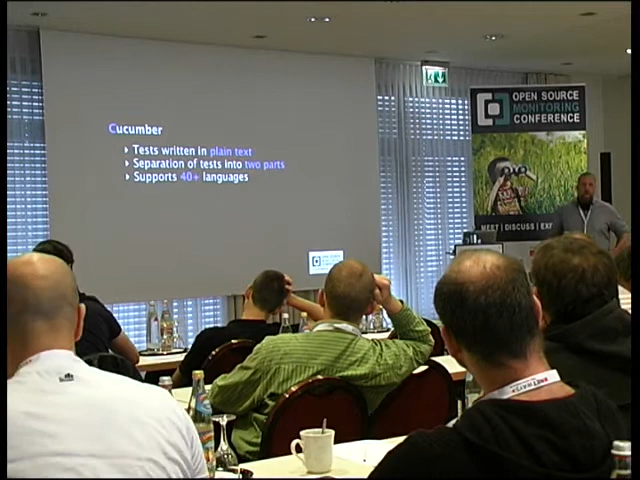 Cucumber
Tests written in plain text
Separation of tests into two parts
Supports 40+ languages
OPEN SOURCE
MONITORING
CONFERENCE
MEET | DISCUSS |